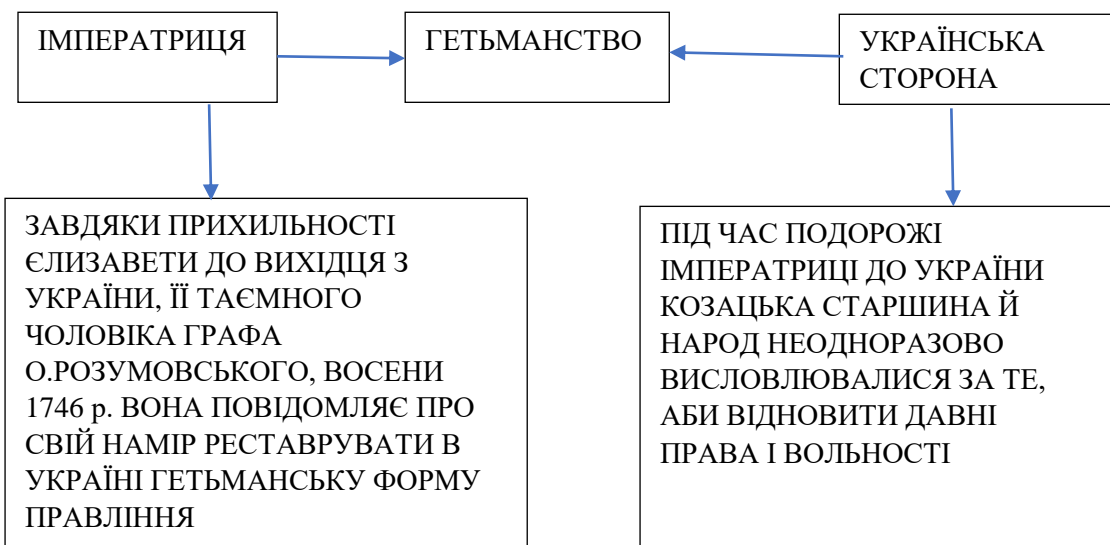 ІМПЕРАТРИЦЯ
ГЕТЬМАНСТВО
УКРАЇНСЬКА
СТОРОНА
ЗАВДЯКИ ПРИХИЛЬНОСТІ
ЄЛИЗАВЕТИ ДО ВИХІДЦЯ З
УКРАЇНИ, ЇЇ ТАЄМНОГО
ЧОЛОВІКА ГРАФА
О.РОЗУМОВСЬКОГО, ВОСЕНИ
1746 р. ВОНА ПОВІДОМЛЯЄ ПРО
СВІЙ НАМІР РЕСТАВРУВАТИ В
УКРАЇНІ ГЕТЬМАНСЬКУ ФОРМУ
ПРАВЛІННЯ
ПІД ЧАС ПОДОРОЖІ
ІМПЕРАТРИЦІ ДО УКРАЇНИ
КОЗАЦЬКА СТАРШИНА Й
НАРОД НЕОДНОРАЗОВО
ВИСЛОВЛЮВАЛИСЯ ЗА ТЕ,
АБИ ВІДНОВИТИ ДАВНІ
ПРАВА І ВОЛЬНОСТІ